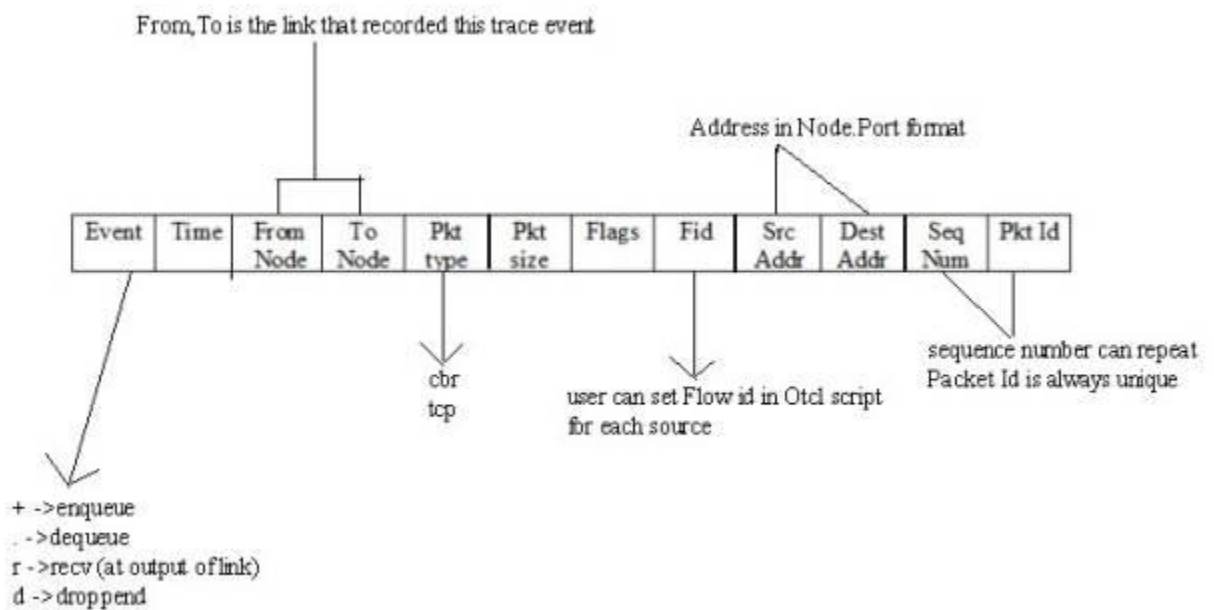 From,To is the link that recorded this trace event
Address in Node.Port format
Event Time From Node To Node Pkt type Pkt size Flags Fid Src Addr Dest Addr Seq Num Pkt Id
cbr
tcp
user can set Flow id in Otcl script
for each source
sequence number can repeat
Packet Id is always unique
+ ->enqueue
. ->dequeue
r ->recv (at output of link)
d ->droppend